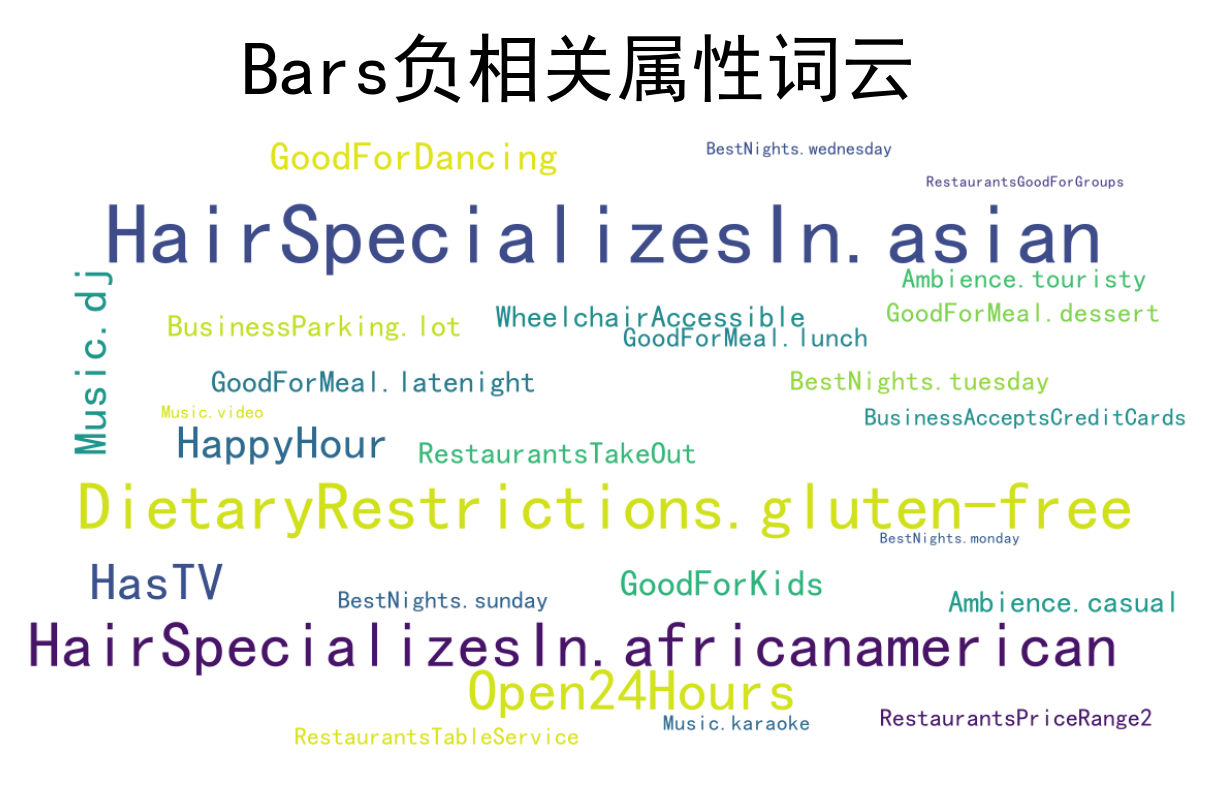 Bars负相关属性词云
GoodForDancing
BestNights.wednesday
RestaurantsGoodForGroups
HairSpecializesIn.asian
Music.dj
Ambience.touristy
GoodForMeal.dessert
BusinessParking.lot
WheelchairAccessible
GoodForMeal.lunch
GoodForMeal.latenight
BestNights.tuesday
Music.video
BusinessAcceptsCreditCards
HappyHour
RestaurantsTakeOut
DietaryRestrictions.gluten-free
BestNights.monday
HasTV
BestNights.sunday
GoodForKids
Ambience.casual
HairSpecializesIn.africanamerican
Open24Hours
RestaurantsTableService
Music.karaoke
RestaurantsPriceRange2